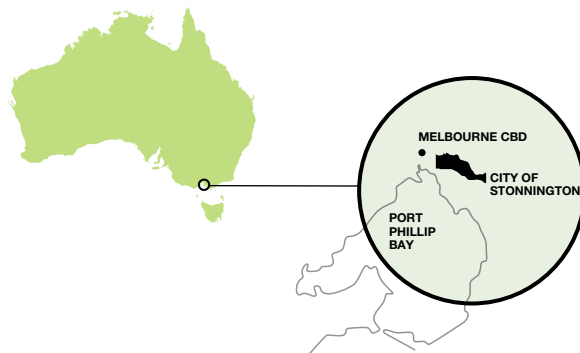 MELBOURNE CBD
CITY OF
STONNINGTON
PORT
PHILLIP
BAY